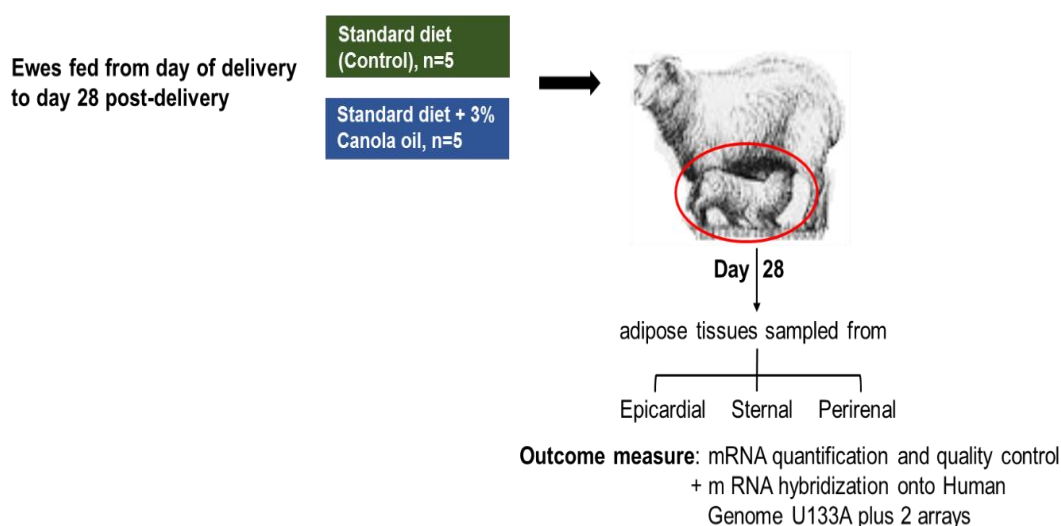 Ewes fed from day of delivery
to day 28 post-delivery
Standard diet
(Control), n=5
Standard diet + 3%
Canola oil, n=5
Day 28
adipose tissues sampled from
Epicardial Sternal Perirenal
Outcome measure: mRNA quantification and quality control
+ m RNA hybridization onto Human
Genome U133A plus 2 arrays